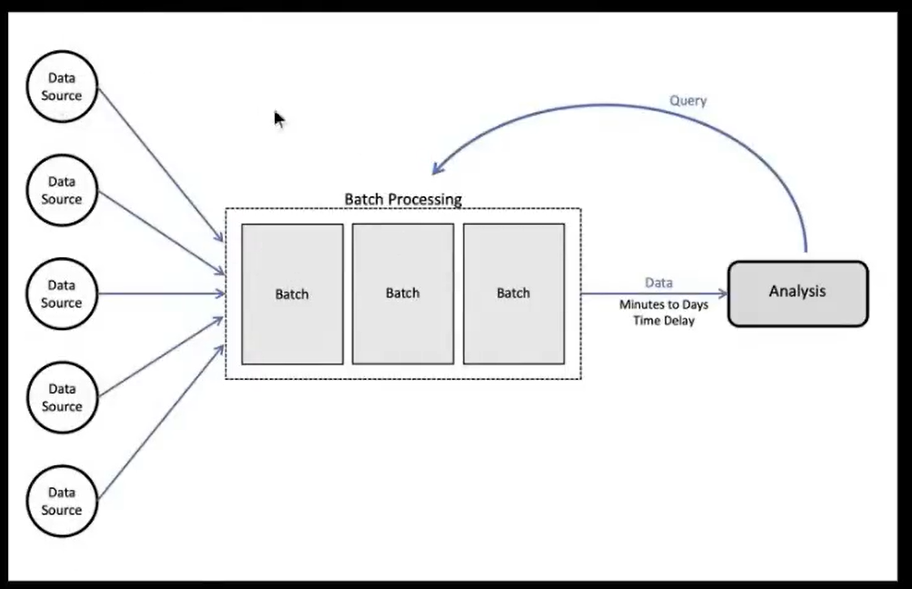 Data
Source
Data
Source
Data
Source
Data
Source
Data
Source
Batch Processing
Batch
Batch
Batch
Query
Data
Minutes to Days
Time Delay
Analysis